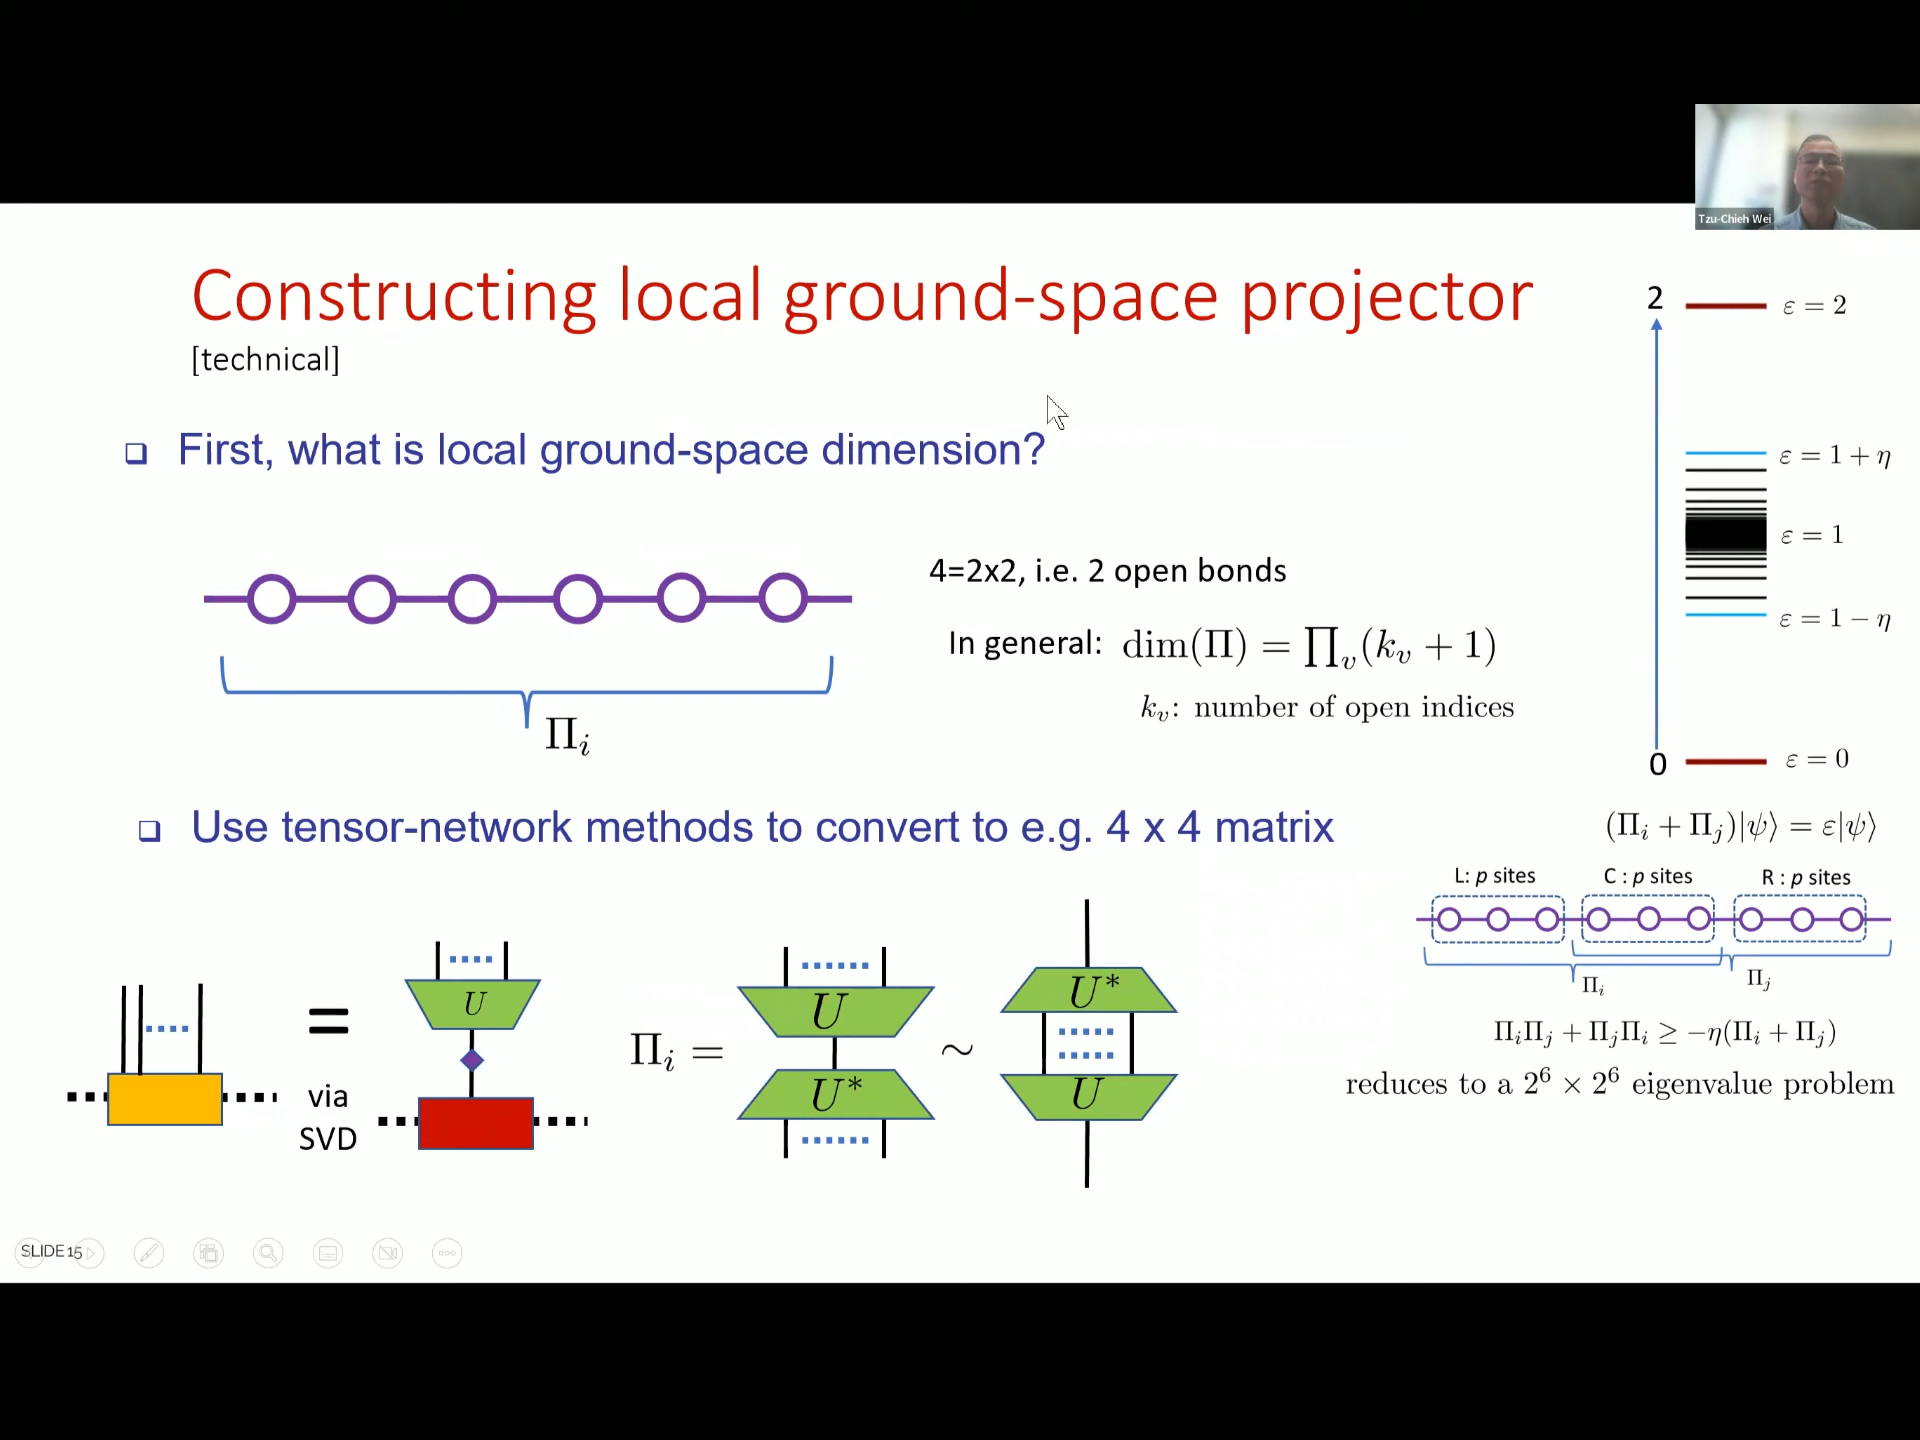 Tzu-Chieh Wei
Constructing local ground-space projector
[technical]
First, what is local ground-space dimension?
4=2x2, i.e. 2 open bonds
In general: dim(Π) = ∏_v(k_v + 1)
k_v: number of open indices
Π_i
2
ε = 2
ε = 1 + η
ε = 1
ε = 1 − η
0
ε = 0
(Π_i + Π_j)|ψ⟩ = ε|ψ⟩
L: p sites
C : p sites
R : p sites
Π_i
Π_j
Π_iΠ_j + Π_jΠ_i ≥ −η(Π_i + Π_j)
reduces to a 2^6 × 2^6 eigenvalue problem
Use tensor-network methods to convert to e.g. 4 x 4 matrix
=
via
SVD
U
Π_i =
U
U*
∼
U*
U
SLIDE 15